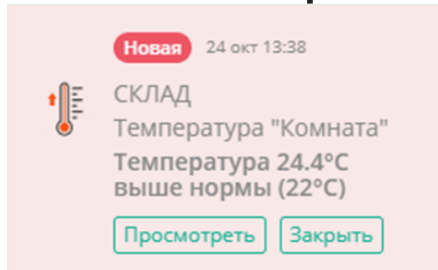 Новая 24 окт 13:38
СКЛАД
Температура "Комната"
Температура 24.4°C
выше нормы (22°C)
Просмотреть Закрыть